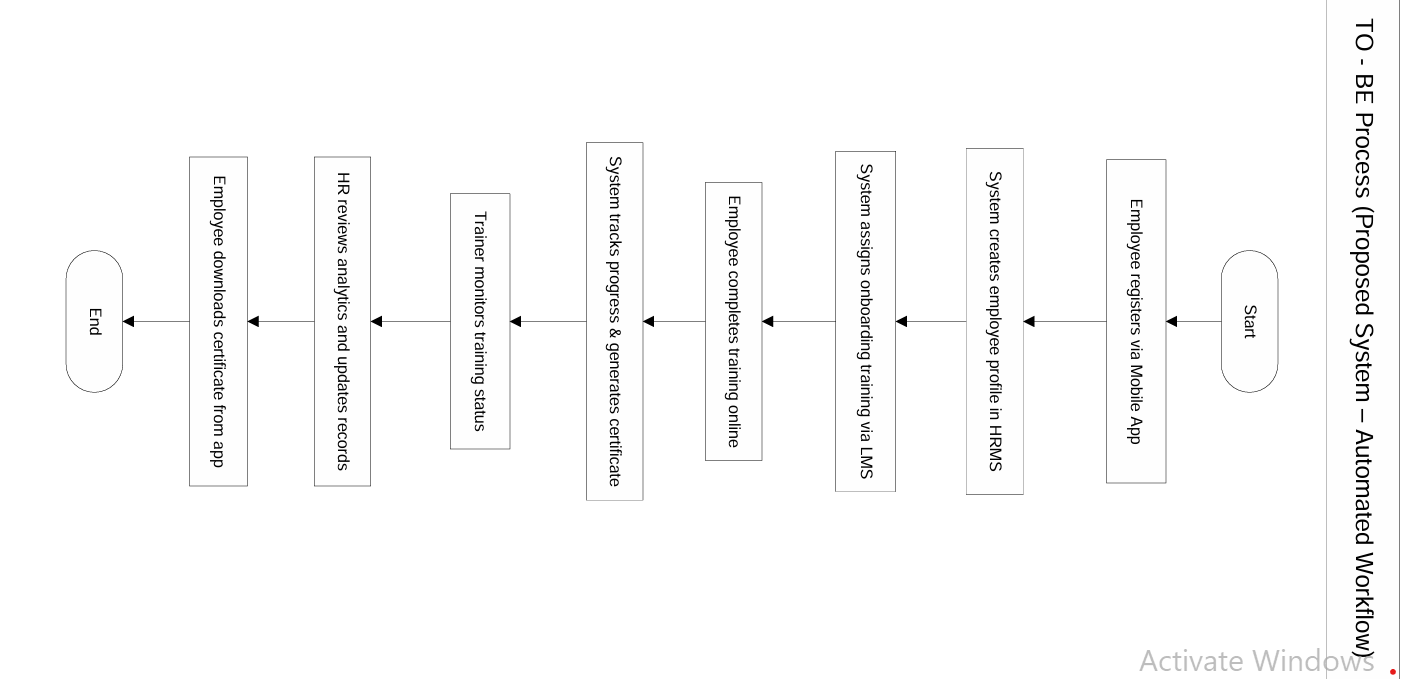 TO - BE Process (Proposed System – Automated Workflow)
Start
Employee registers via Mobile App
System creates employee profile in HRMS
System assigns onboarding training via LMS
Employee completes training online
System tracks progress & generates certificate
Trainer monitors training status
HR reviews analytics and updates records
Employee downloads certificate from app
End
Activate Windows